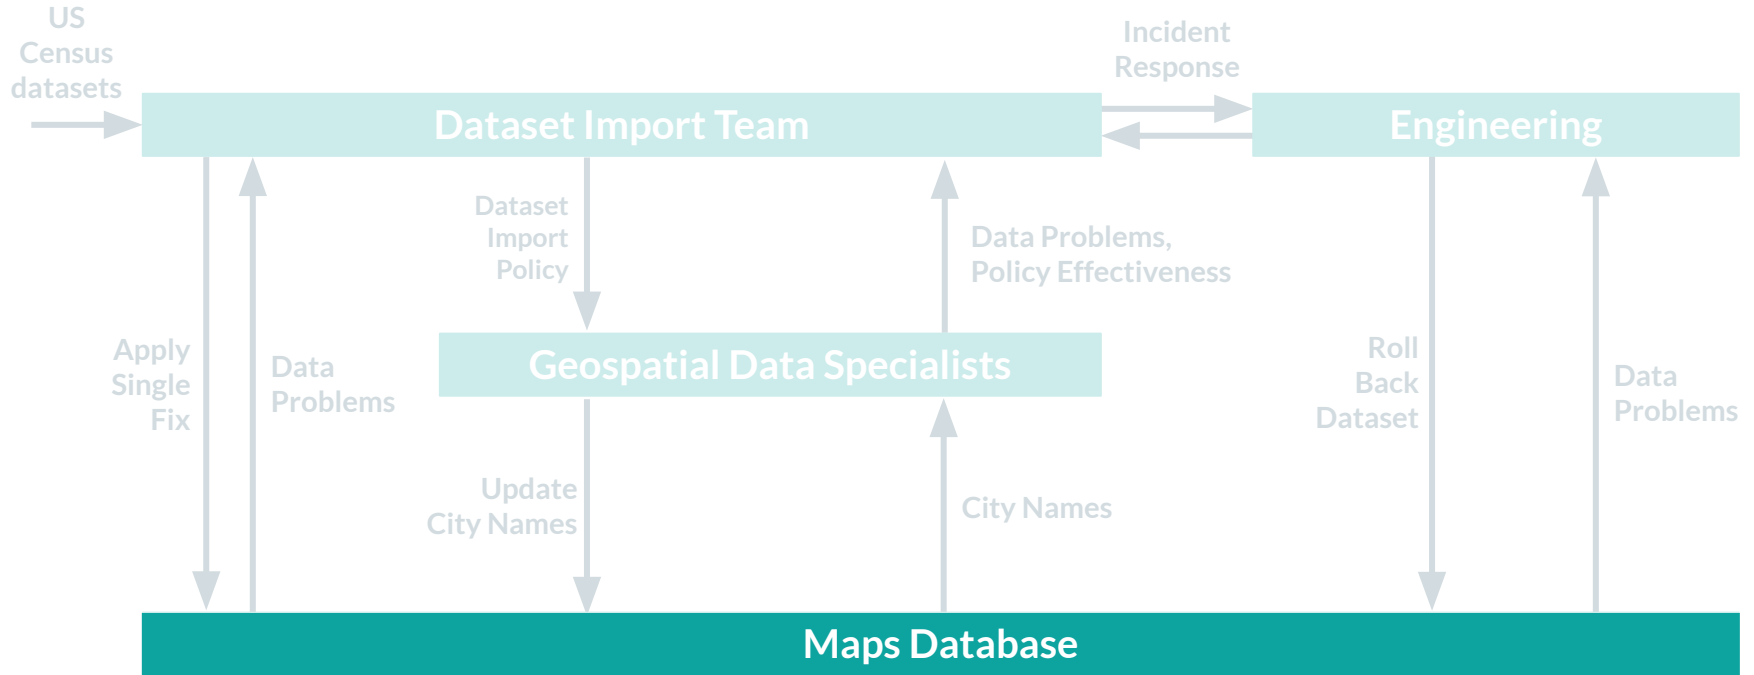 US
Census
datasets
Incident
Response
Dataset Import Team
Engineering
Dataset
Import
Policy
Data Problems,
Policy Effectiveness
Apply
Single
Fix
Data
Problems
Geospatial Data Specialists
Roll
Back
Dataset
Data
Problems
Update
City Names
City Names
Maps Database